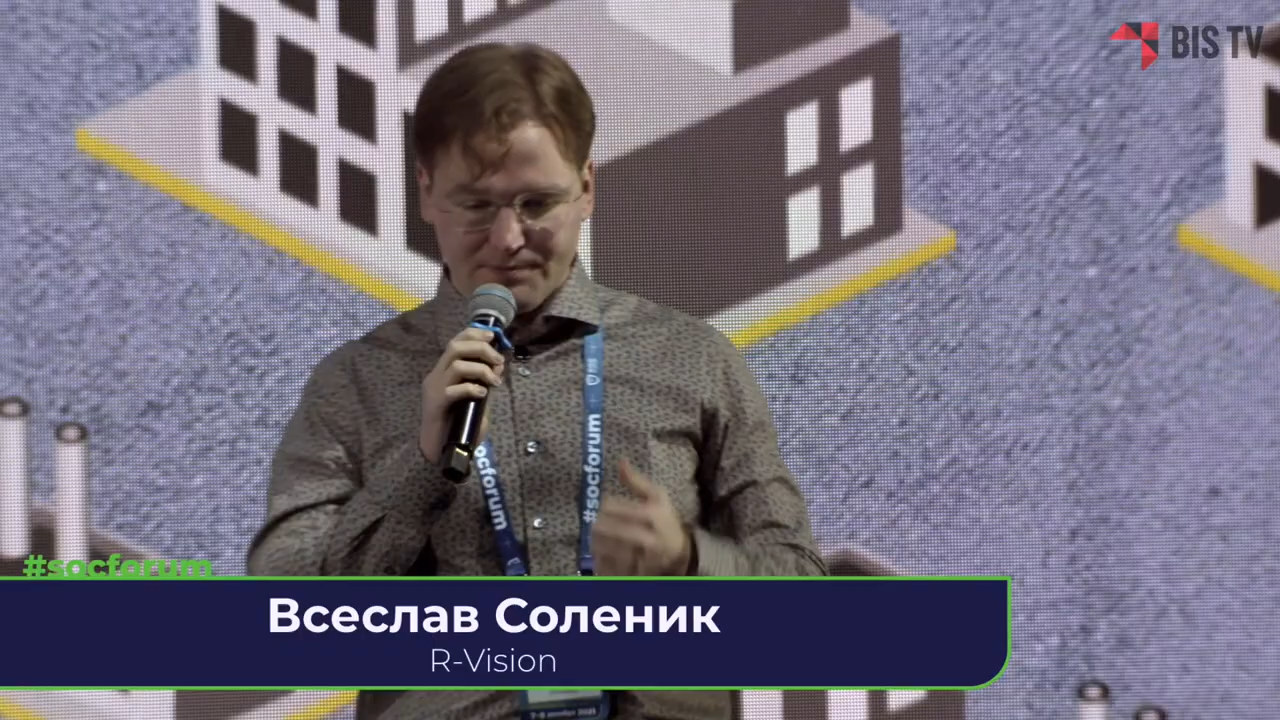 BIS TV
#socforum
socforum
#socforum
Всеслав Соленик
R-Vision